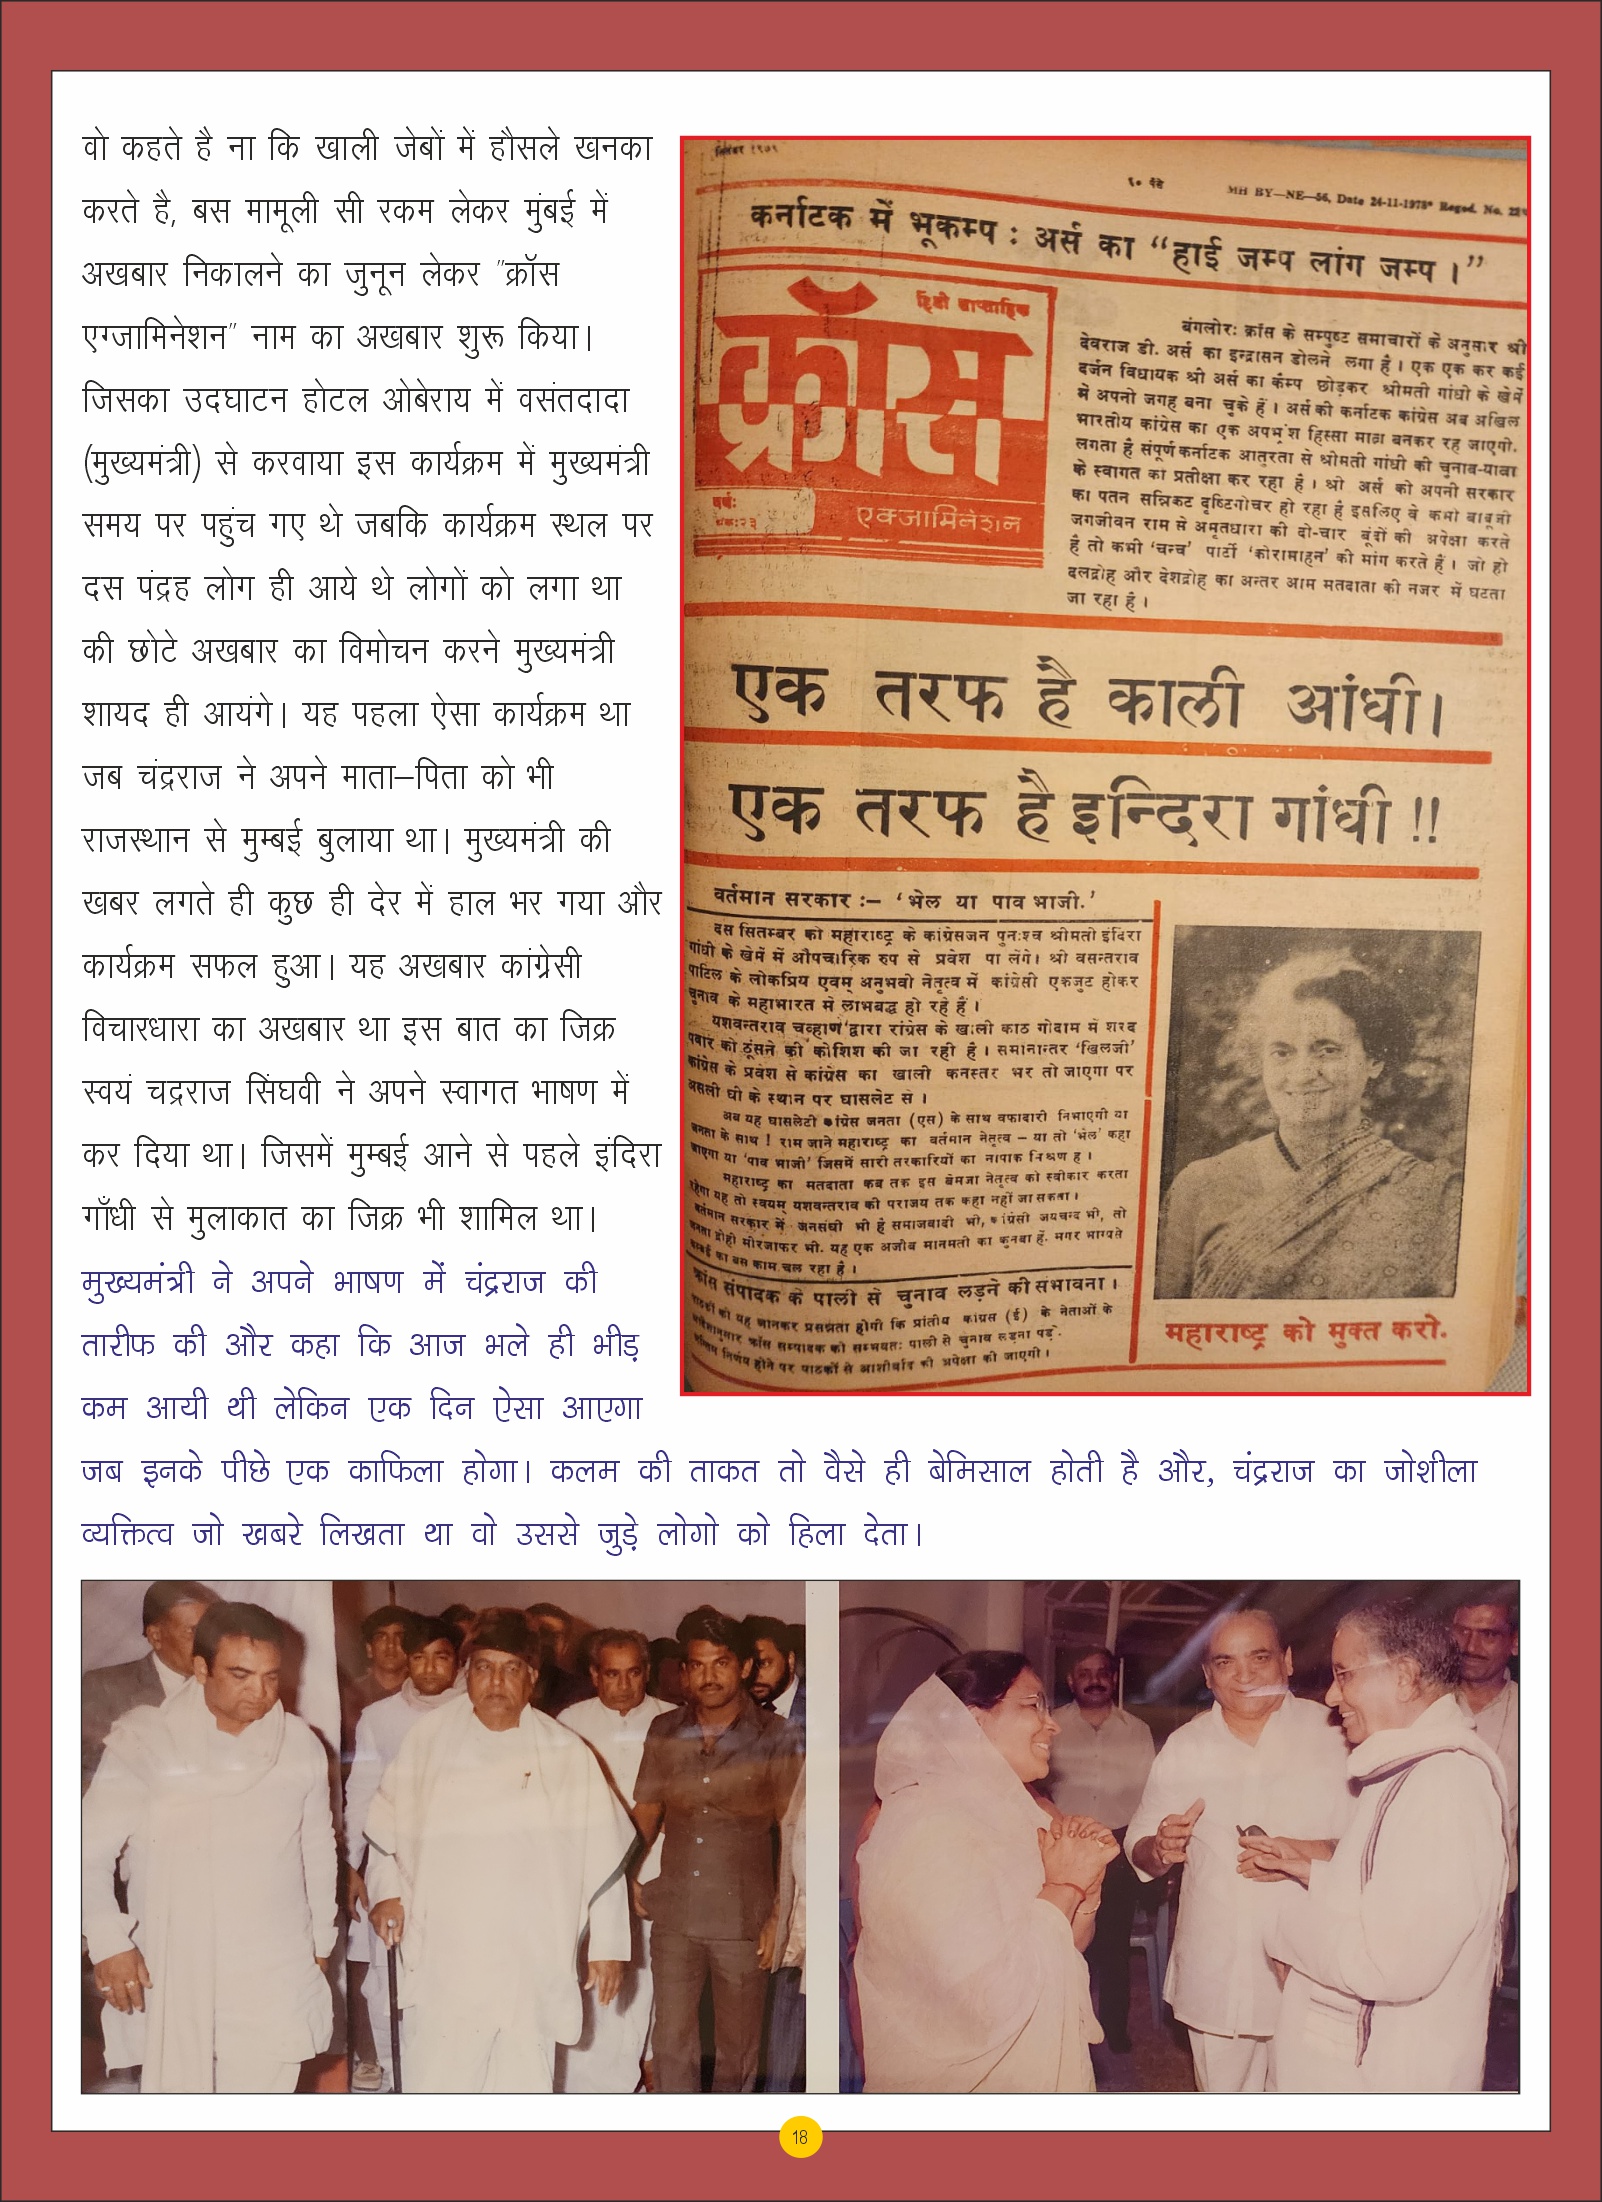 वो कहते है ना कि खाली जेबों में हौसले खनका
करते है, बस मामूली सी रकम लेकर मुंबई में
अखबार निकालने का जुनून लेकर "क्रॉस
एग्जामिनेशन" नाम का अखबार शुरू किया।
जिसका उदघाटन होटल ओबेराय में वसंतदादा
(मुख्यमंत्री) से करवाया इस कार्यक्रम में मुख्यमंत्री
समय पर पहुंच गए थे जबकि कार्यक्रम स्थल पर
दस पंद्रह लोग ही आये थे लोगों को लगा था
की छोटे अखबार का विमोचन करने मुख्यमंत्री
शायद ही आयंगे। यह पहला ऐसा कार्यक्रम था
जब चंद्रराज ने अपने माता–पिता को भी
राजस्थान से मुम्बई बुलाया था। मुख्यमंत्री की
खबर लगते ही कुछ ही देर में हाल भर गया और
कार्यक्रम सफल हुआ। यह अखबार कांग्रेसी
विचारधारा का अखबार था इस बात का जिक्र
स्वयं चद्रराज सिंघवी ने अपने स्वागत भाषण में
कर दिया था। जिसमें मुम्बई आने से पहले इंदिरा
गाँधी से मुलाकात का जिक्र भी शामिल था।
मुख्यमंत्री ने अपने भाषण में चंद्रराज की
तारीफ की और कहा कि आज भले ही भीड़
कम आयी थी लेकिन एक दिन ऐसा आएगा
जब इनके पीछे एक काफिला होगा। कलम की ताकत तो वैसे ही बेमिसाल होती है और, चंद्रराज का जोशीला
व्यक्तित्व जो खबरे लिखता था वो उससे जुड़े लोगो को हिला देता।
६० पैसे
MH BY—NE—56, Date 24-11-1978* Reged. No.
कर्नाटक में भूकम्प : अर्स का "हाई जम्प लांग जम्प।"
हिन्दी साप्ताहिक
क्रॉस
क्रॉस
वर्ष:
अंक:२३
एक्जामिनेशन
बंगलोर: क्रॉस के सम्पुष्ट समाचारों के अनुसार श्री
देवराज डी. अर्स का इन्द्रासन डोलने लगा है। एक एक कर कई
दर्जन विधायक श्री अर्स का कैम्प छोड़कर श्रीमती गांधी के खेमें
में अपनी जगह बना चुके हैं। अर्स की कर्नाटक कांग्रेस अब अखिल
भारतीय कांग्रेस का एक अपभ्रंश हिस्सा मात्र बनकर रह जाएगी.
लगता है संपूर्ण कर्नाटक आतुरता से श्रीमती गांधी की चुनाव-यात्रा
के स्वागत की प्रतीक्षा कर रहा है। श्री अर्स को अपनी सरकार
का पतन सन्निकट दृष्टिगोचर हो रहा है इसलिए वे कभी बाबूजी
जगजीवन राम से अमृतधारा की दो-चार बूंदों की अपेक्षा करते
है तो कभी 'चन्च' पार्टी 'कोरामाइन' की मांग करते हैं। जो हो
दलद्रोह और देशद्रोह का अन्तर आम मतदाता की नजर में घटता
जा रहा है।
एक तरफ है काली आंधी।
एक तरफ है इन्दिरा गांधी !!
वर्तमान सरकार :– 'भेल या पाव भाजी.'
दस सितम्बर को महाराष्ट्र के कांग्रेसजन पुनःश्च श्रीमती इंदिरा
गांधी के खेमें में औपचारिक रुप से प्रवेश पा लेंगे। श्री वसन्तराव
पाटिल के लोकप्रिय एवम् अनुभवी नेतृत्व में कांग्रेसी एकजुट होकर
चुनाव के महाभारत में लाभबद्ध हो रहे हैं।
यशवन्तराव चव्हाण द्वारा रांग्रेस के खाली काठ गोदाम में शरद
पवार को ठूंसने की कोशिश की जा रही है। समानान्तर 'खिलजी'
कांग्रेस के प्रवेश से कांग्रेस का खाली कनस्तर भर तो जाएगा पर
असली घी के स्थान पर घासलेट से।
अब यह घासलेटी कांग्रेस जनता (एस) के साथ वफादारी निभाएगी या
जनता के साथ ! राम जाने महाराष्ट्र का वर्तमान नेतृत्व – या तो 'भेल' कहा
जाएगा या 'पाव भाजी' जिसमें सारी तरकारियों का नापाक मिश्रण है।
महाराष्ट्र का मतदाता कब तक इस बेमजा नेतृत्व को स्वीकार करता
रहेगा यह तो स्वयम् यशवन्तराव की पराजय तक कहा नहीं जा सकता।
वर्तमान सरकार में जनसंघी भी है समाजवादी भी, कांग्रेसी जयचन्द भी, तो
जनता द्रोही मीरजाफर भी. यह एक अजीब मानमती का कुनबा हैं. मगर भाग्यते
बम्बई का बस काम चल रहा है।
क्रॉस संपादक के पाली से चुनाव लड़ने की संभावना।
पाठकों को यह जानकर प्रसन्नता होगी कि प्रांतीय कांग्रेस (ई) के नेताओं के
क्रॉस सम्पादक को सम्भवतः पाली से चुनाव लड़ना पड़े.
अन्तिम निर्णय होने पर पाठकों से आशीर्वाद की अपेक्षा की जाएगी।
महाराष्ट्र को मुक्त करो.
18